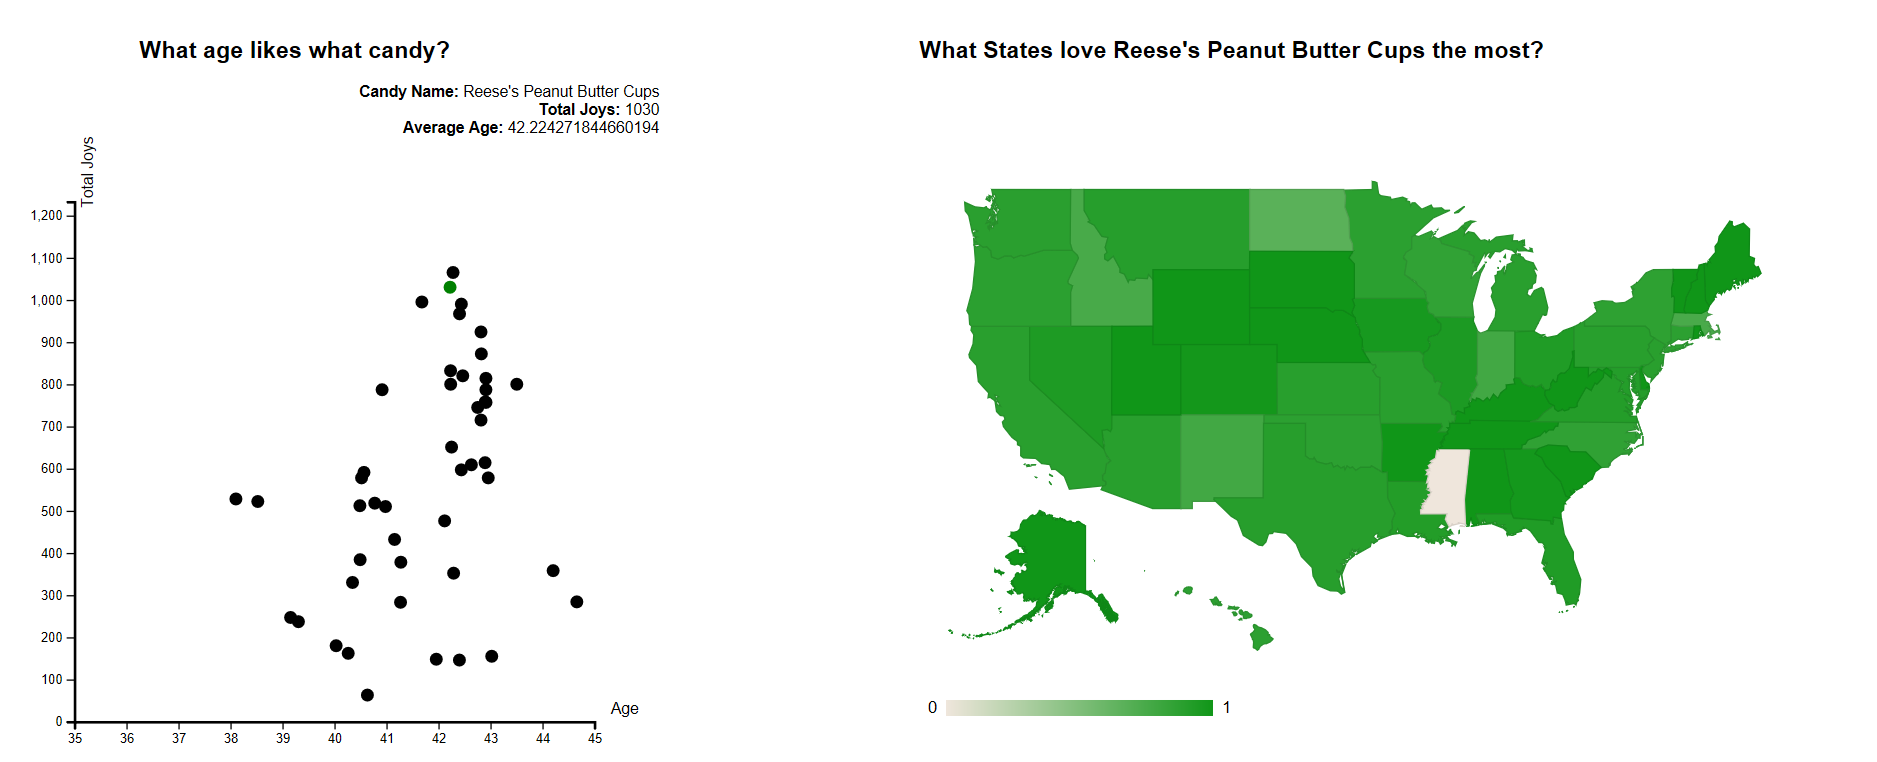 What age likes what candy?
Candy Name: Reese's Peanut Butter Cups
Total Joys: 1030
Average Age: 42.224271844660194
Total Joys
1,200
1,100
1,000
900
800
700
600
500
400
300
200
100
0
35 36 37 38 39 40 41 42 43 44 45
Age
What States love Reese's Peanut Butter Cups the most?
0 1